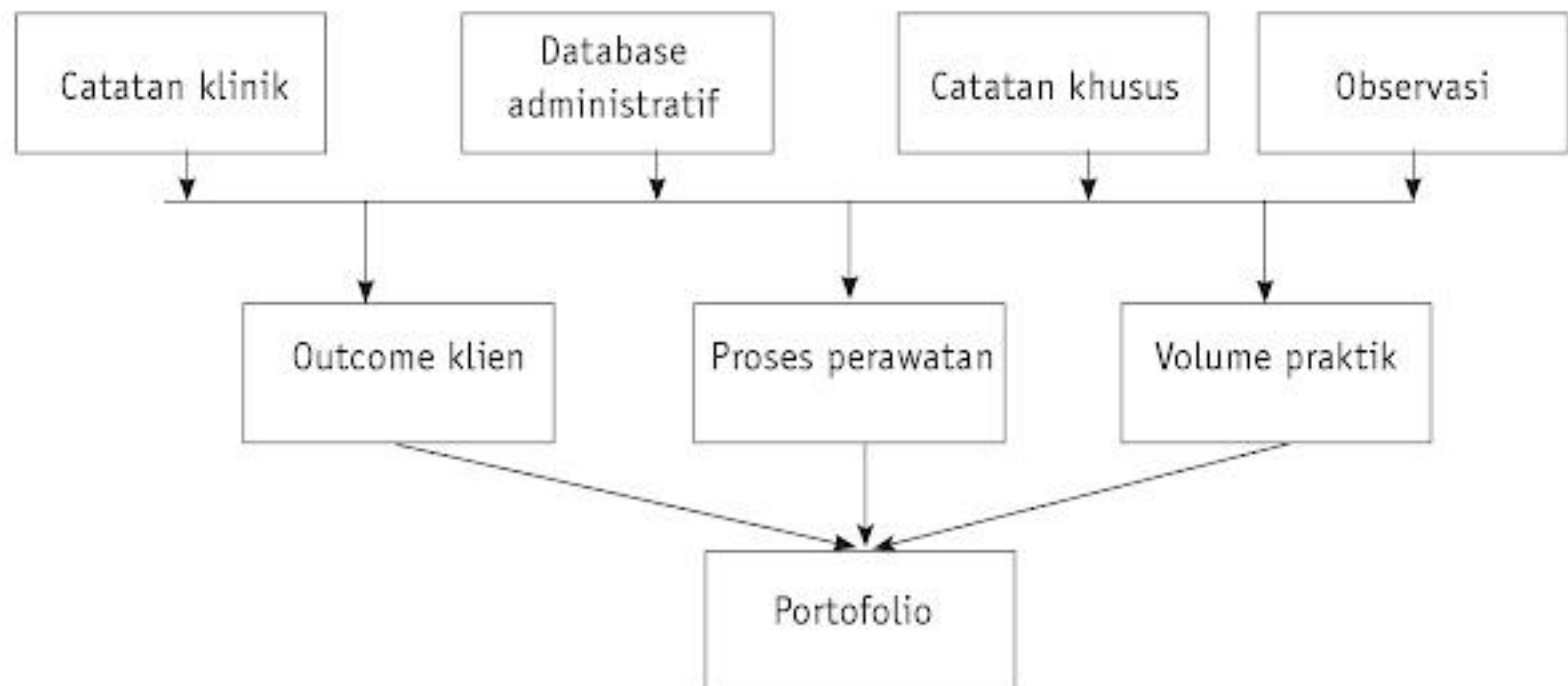 Catatan klinik
Database
administratif
Catatan khusus
Observasi
Outcome klien
Proses perawatan
Volume praktik
Portofolio